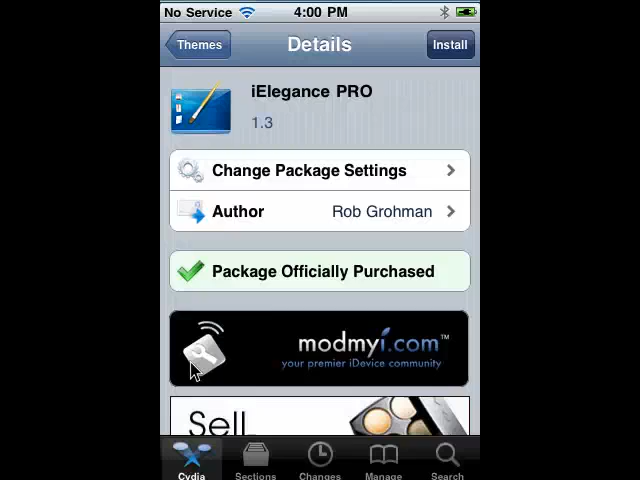 No Service 4:00 PM
Themes Details Install
iElegance PRO
1.3
Change Package Settings
Author Rob Grohman
Package Officially Purchased
modmyi.com™
your premier iDevice community
Sell
Cydia Sections Changes Manage Search